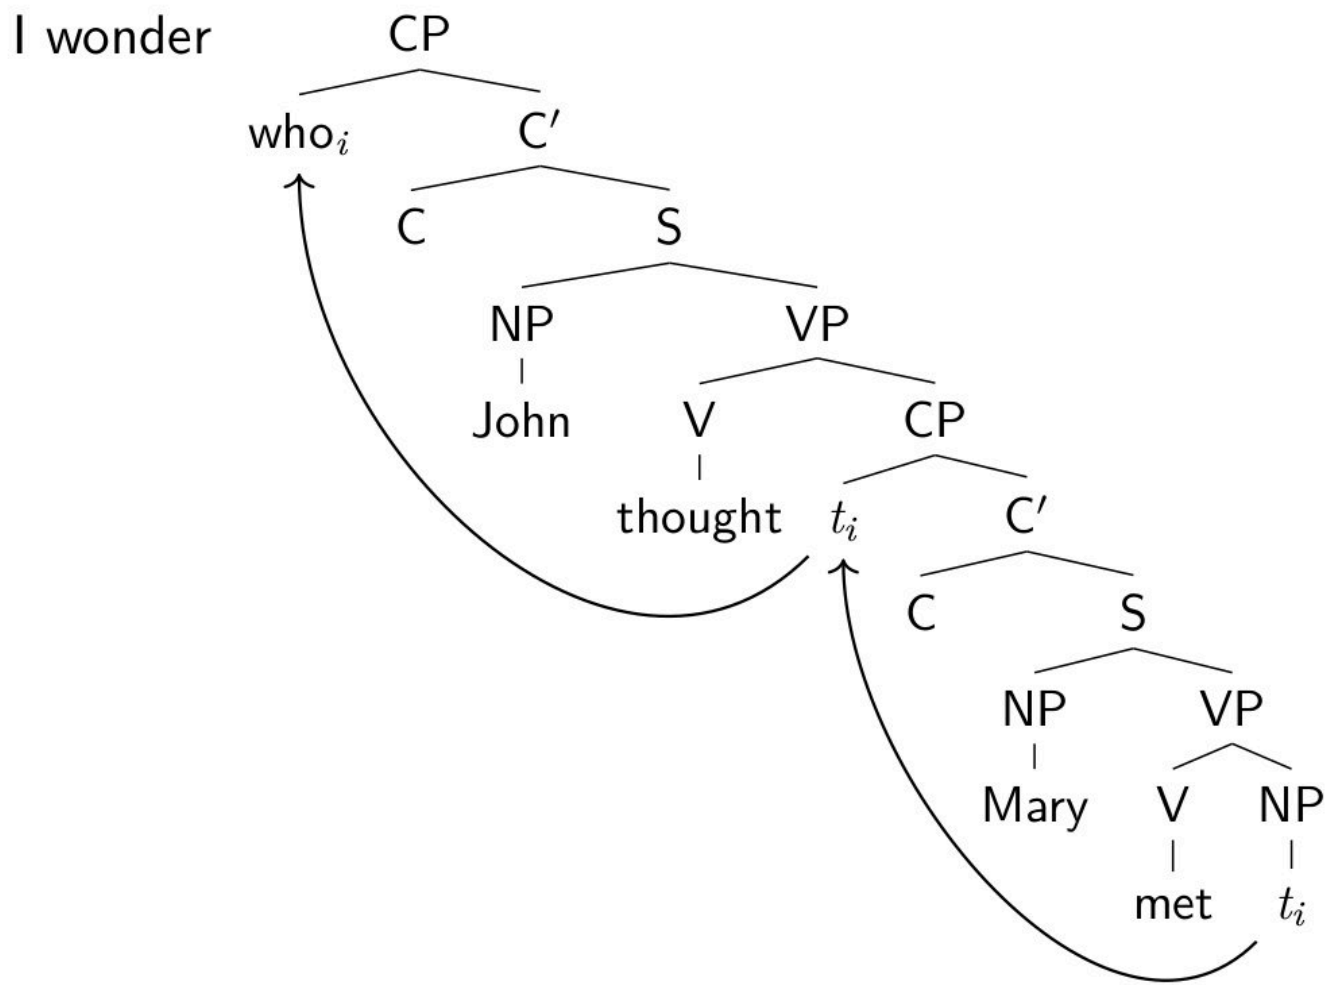 I wonder CP
who_i C′
C S
NP VP
John V CP
thought t_i C′
C S
NP VP
Mary V NP
met t_i